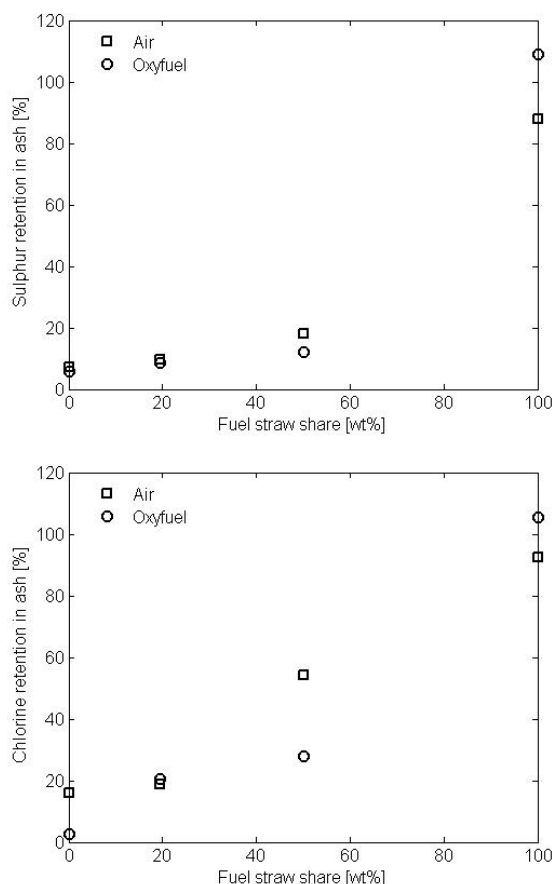 120
100
80
60
40
20
0
Sulphur retention in ash [%]
Air
Oxyfuel
0 20 40 60 80 100
Fuel straw share [wt%]
120
100
80
60
40
20
0
Chlorine retention in ash [%]
Air
Oxyfuel
0 20 40 60 80 100
Fuel straw share [wt%]